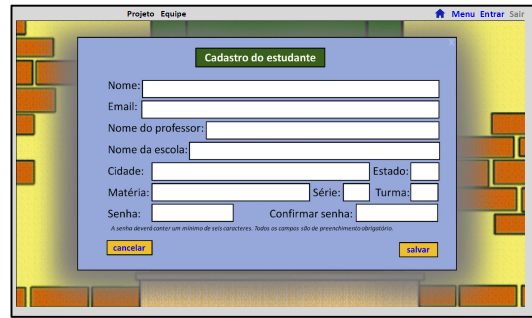 Projeto Equipe Menu Entrar Sair
Cadastro do estudante
Nome:
Email:
Nome do professor:
Nome da escola:
Cidade: Estado:
Matéria: Série: Turma:
Senha: Confirmar senha:
A senha deverá conter um mínimo de seis caracteres. Todos os campos são de preenchimento obrigatório.
cancelar salvar